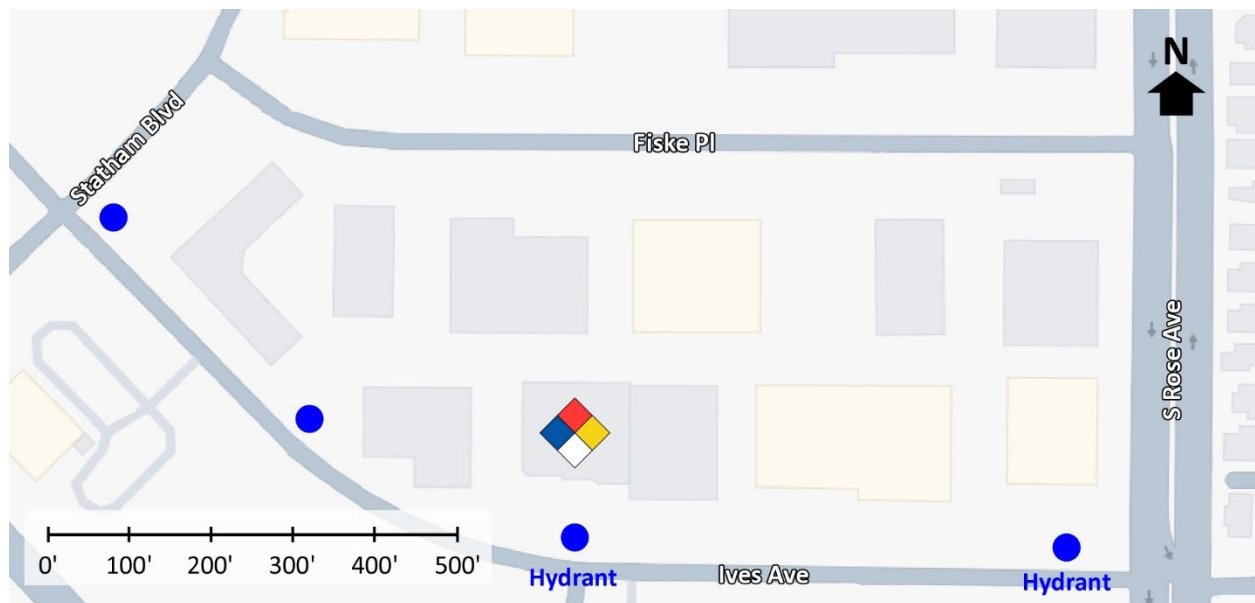 N
Statham Blvd
Fiske Pl
S Rose Ave
0' 100' 200' 300' 400' 500'
Hydrant
Ives Ave
Hydrant